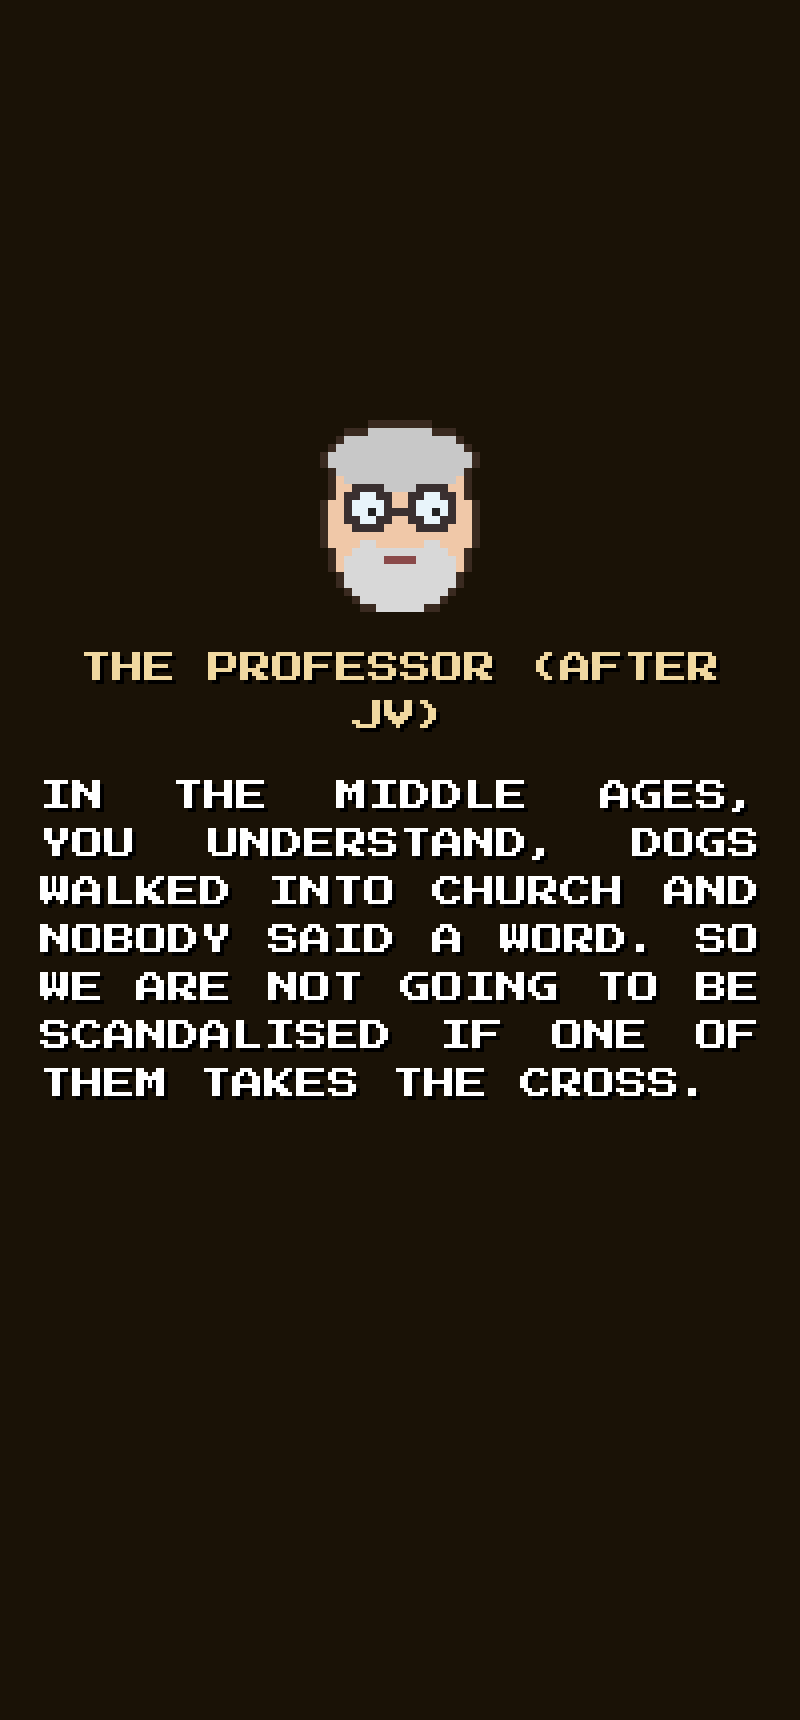 THE PROFESSOR (AFTER
JV)
IN THE MIDDLE AGES,
YOU UNDERSTAND, DOGS
WALKED INTO CHURCH AND
NOBODY SAID A WORD. SO
WE ARE NOT GOING TO BE
SCANDALISED IF ONE OF
THEM TAKES THE CROSS.